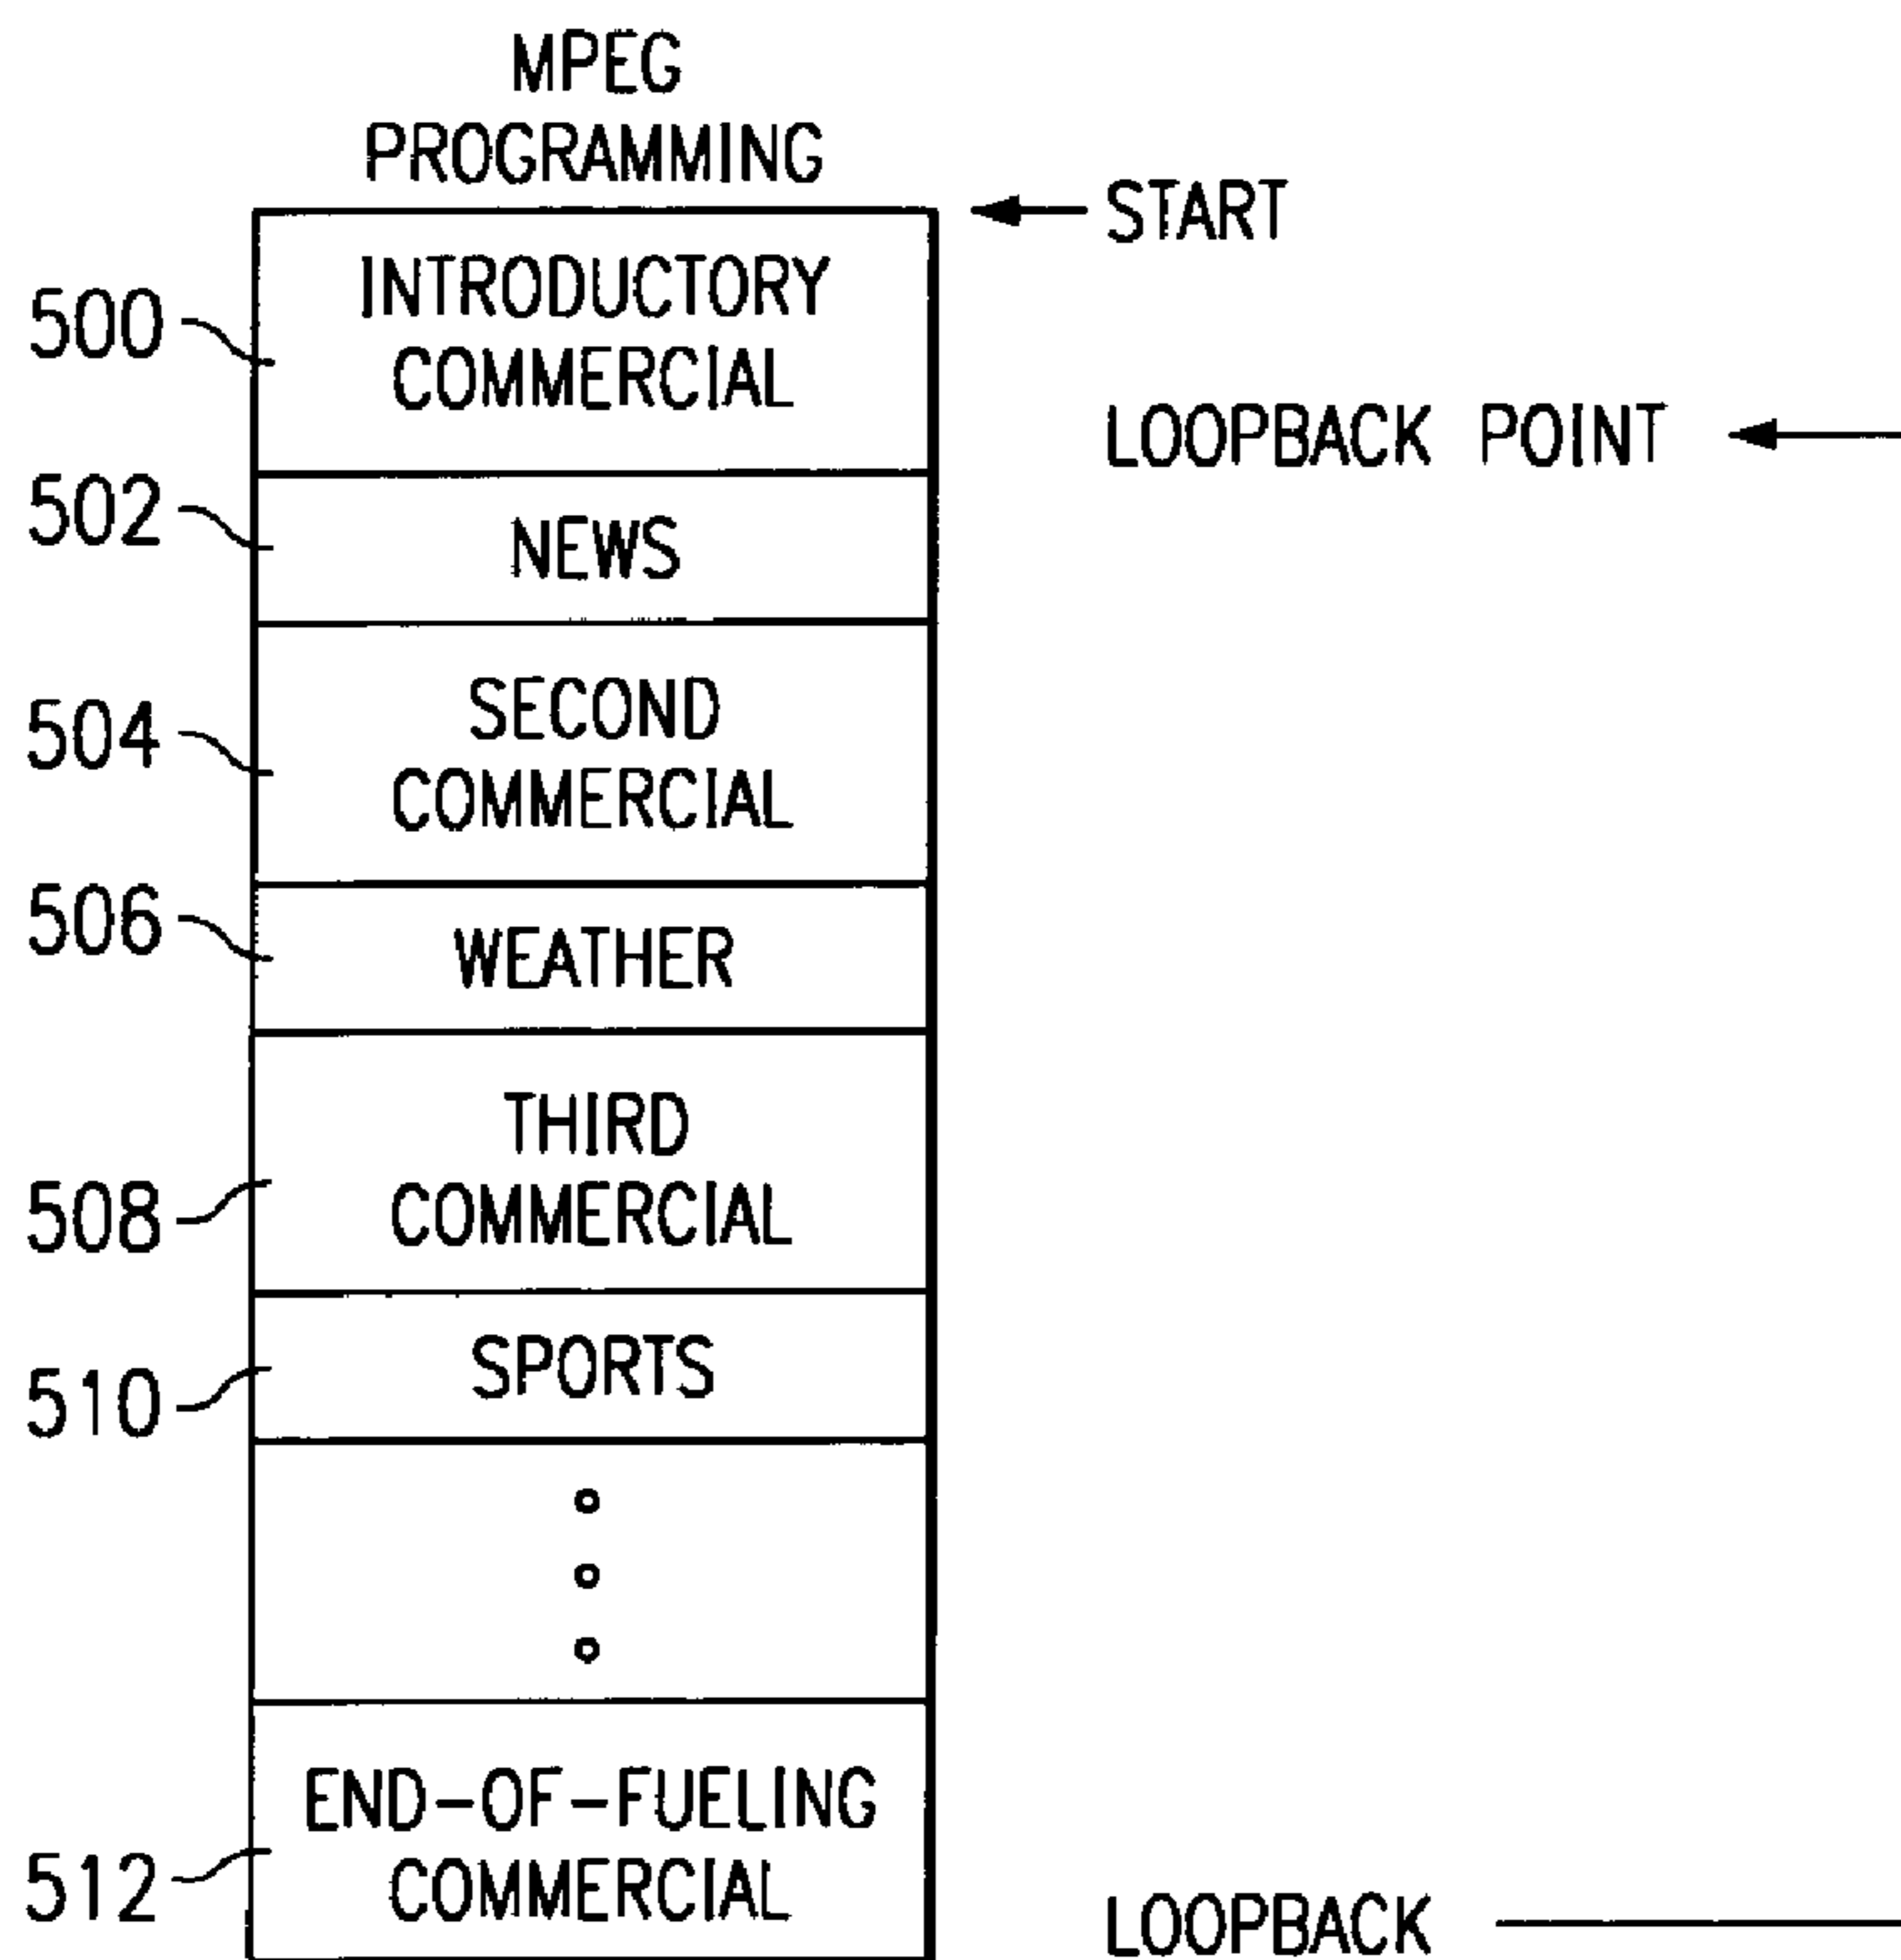 MPEG
PROGRAMMING
START
500
INTRODUCTORY
COMMERCIAL
LOOPBACK POINT
502
NEWS
504
SECOND
COMMERCIAL
506
WEATHER
508
THIRD
COMMERCIAL
510
SPORTS
512
END-OF-FUELING
COMMERCIAL
LOOPBACK